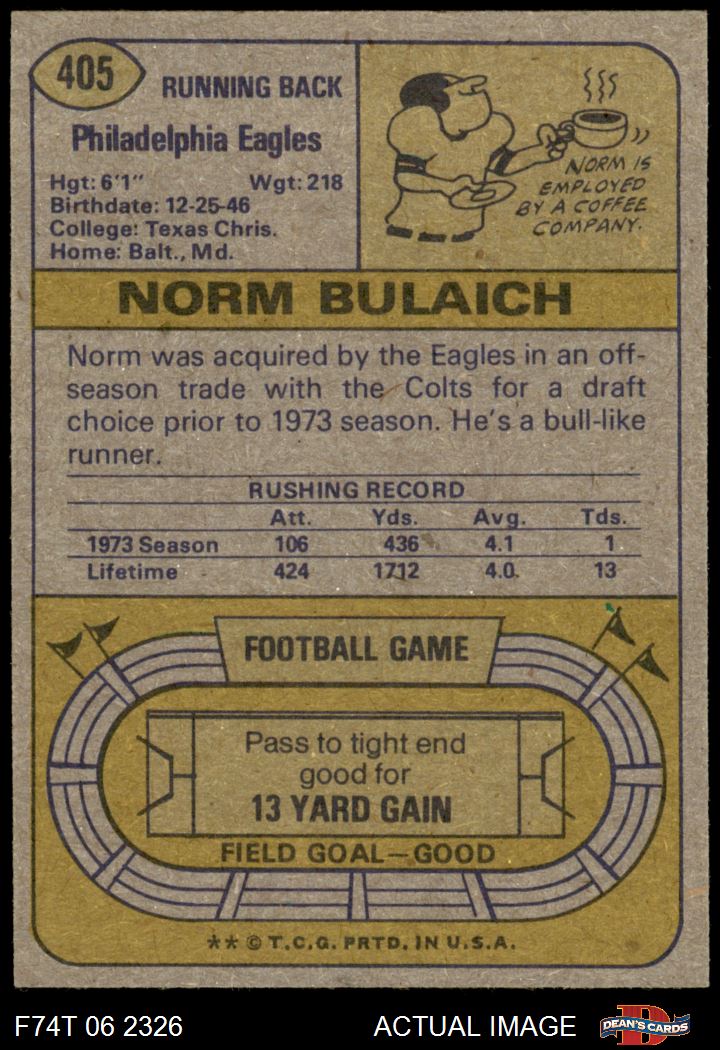 405
RUNNING BACK
Philadelphia Eagles
Hgt: 6'1" Wgt: 218
Birthdate: 12-25-46
College: Texas Chris.
Home: Balt., Md.
NORM IS
EMPLOYED
BY A COFFEE
COMPANY.
NORM BULAICH
Norm was acquired by the Eagles in an off-
season trade with the Colts for a draft
choice prior to 1973 season. He's a bull-like
runner.
RUSHING RECORD
Att. Yds. Avg. Tds.
1973 Season 106 436 4.1 1
Lifetime 424 1712 4.0. 13
FOOTBALL GAME
Pass to tight end
good for
13 YARD GAIN
FIELD GOAL—GOOD
** © T.C.G. PRTD. IN U.S.A.
F74T 06 2326 ACTUAL IMAGE
D
DEAN'S CARDS